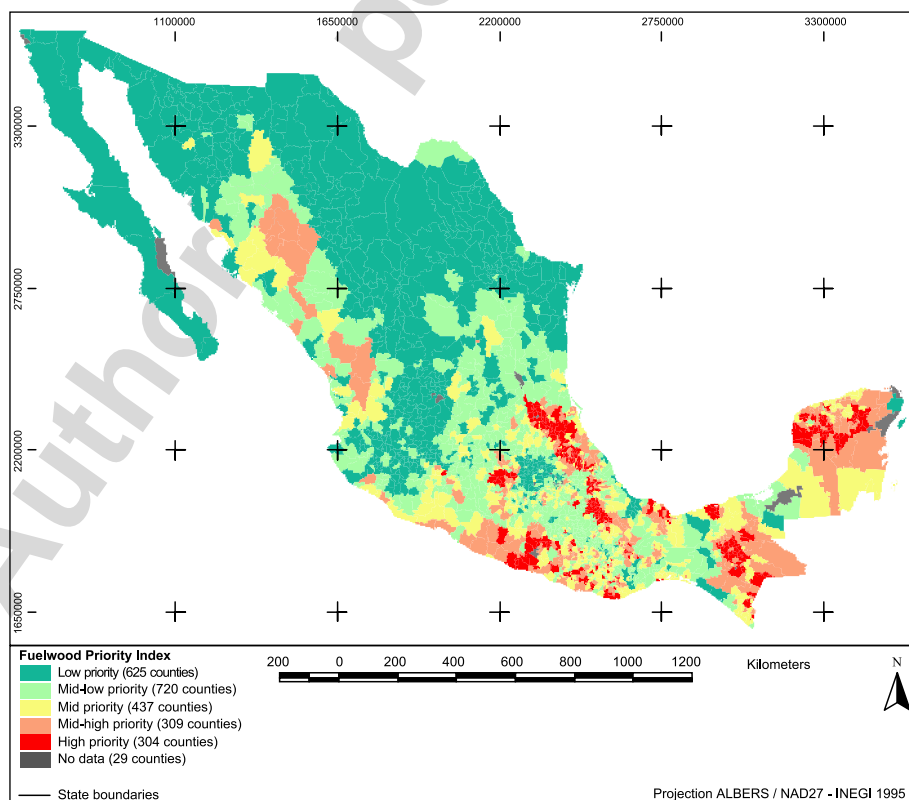 1100000 1650000 2200000 2750000 3300000
3300000
2750000
2200000
1650000
Author p
Fuelwood Priority Index
Low priority (625 counties)
Mid-low priority (720 counties)
Mid priority (437 counties)
Mid-high priority (309 counties)
High priority (304 counties)
No data (29 counties)
State boundaries
200 0 200 400 600 800 1000 1200
Kilometers
N
Projection ALBERS / NAD27 - INEGI 1995